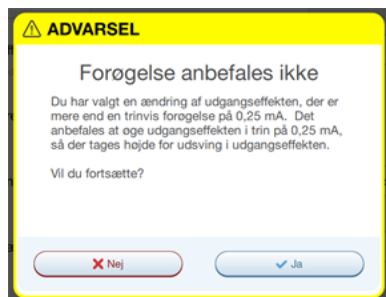 ADVARSEL
Forøgelse anbefales ikke
Du har valgt en ændring af udgangseffekten, der er
mere end en trinvis forøgelse på 0,25 mA. Det
anbefales at øge udgangseffekten i trin på 0,25 mA,
så der tages højde for udsving i udgangseffekten.
Vil du fortsætte?
Nej
Ja